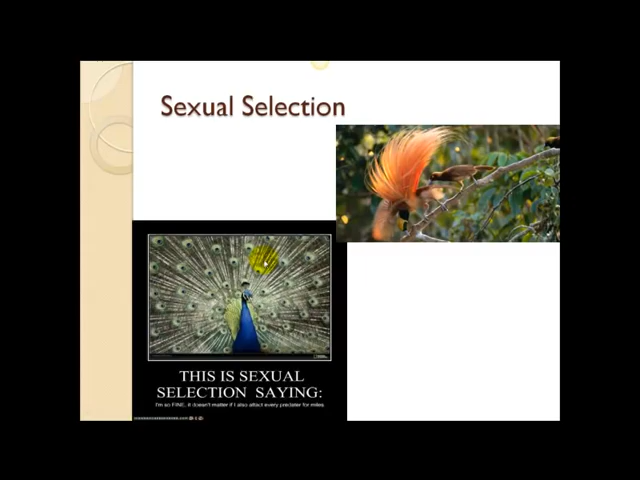 Sexual Selection
THIS IS SEXUAL
SELECTION SAYING:
I'm so FINE, it doesn't matter if I also attract every predator for miles